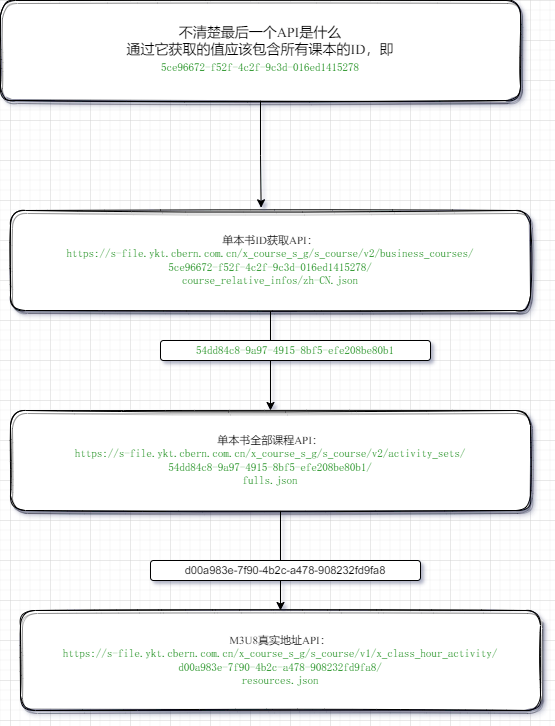 不清楚最后一个API是什么
通过它获取的值应该包含所有课本的ID，即
5ce96672-f52f-4c2f-9c3d-016ed1415278
单本书ID获取API：
https://s-file.ykt.cbern.com.cn/x_course_s_g/s_course/v2/business_courses/
5ce96672-f52f-4c2f-9c3d-016ed1415278/
course_relative_infos/zh-CN.json
54dd84c8-9a97-4915-8bf5-efe208be80b1
单本书全部课程API：
https://s-file.ykt.cbern.com.cn/x_course_s_g/s_course/v2/activity_sets/
54dd84c8-9a97-4915-8bf5-efe208be80b1/
fulls.json
d00a983e-7f90-4b2c-a478-908232fd9fa8
M3U8真实地址API：
https://s-file.ykt.cbern.com.cn/x_course_s_g/s_course/v1/x_class_hour_activity/
d00a983e-7f90-4b2c-a478-908232fd9fa8/
resources.json